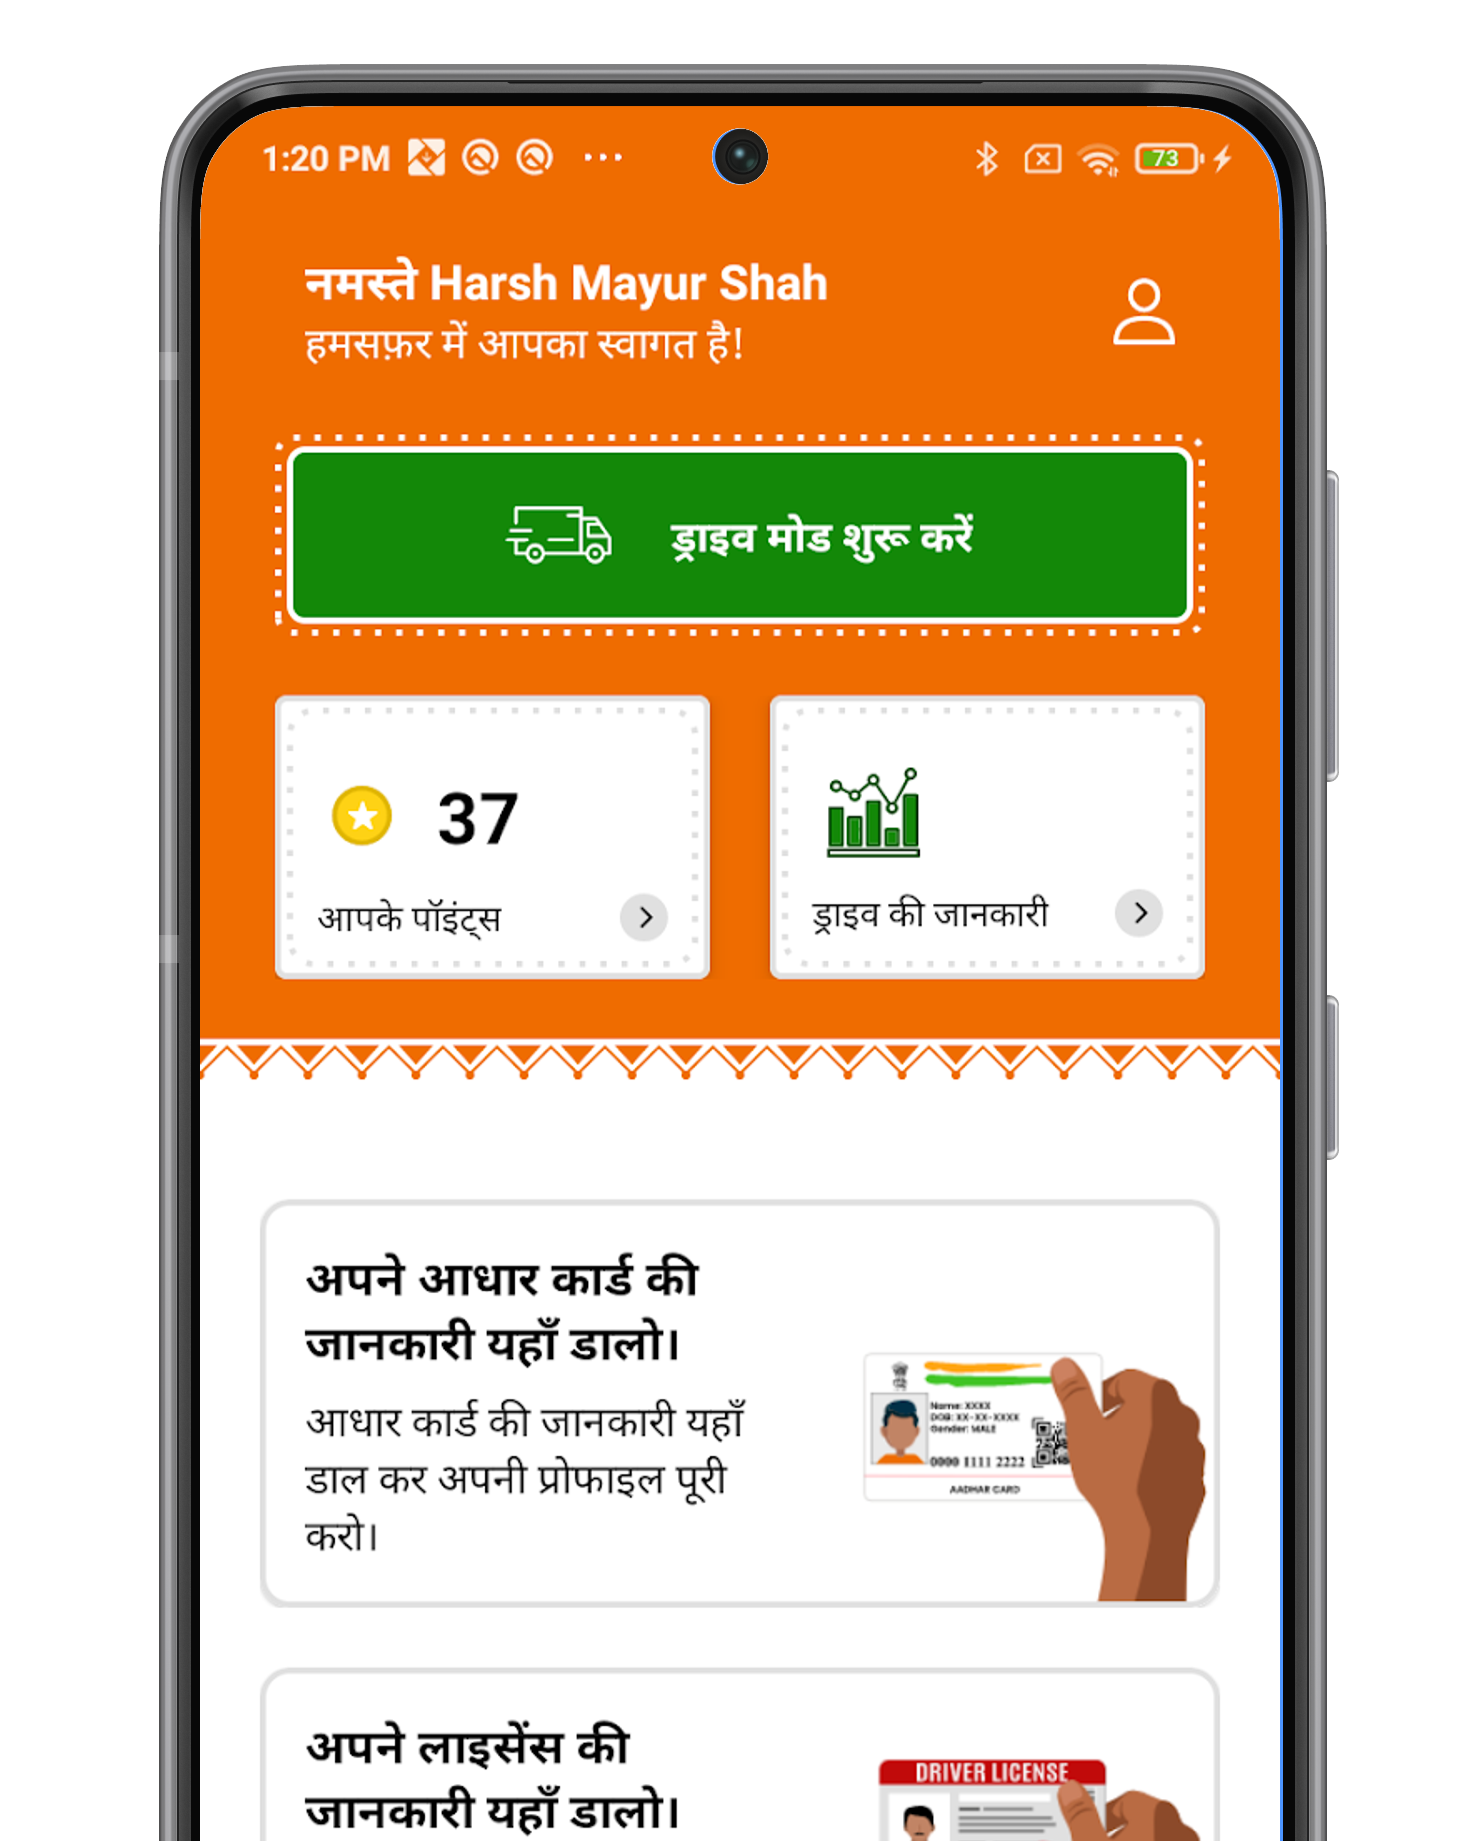 1:20 PM
73
नमस्ते Harsh Mayur Shah
हमसफ़र में आपका स्वागत है!
ड्राइव मोड शुरू करें
37
आपके पॉइंट्स
ड्राइव की जानकारी
अपने आधार कार्ड की
जानकारी यहाँ डालो।
आधार कार्ड की जानकारी यहाँ
डाल कर अपनी प्रोफाइल पूरी
करो।
Name: XXXX
DOB: XX-XX-XXXX
Gender: MALE
0000 1111 2222
AADHAR CARD
अपने लाइसेंस की
जानकारी यहाँ डालो।
DRIVER LICENSE